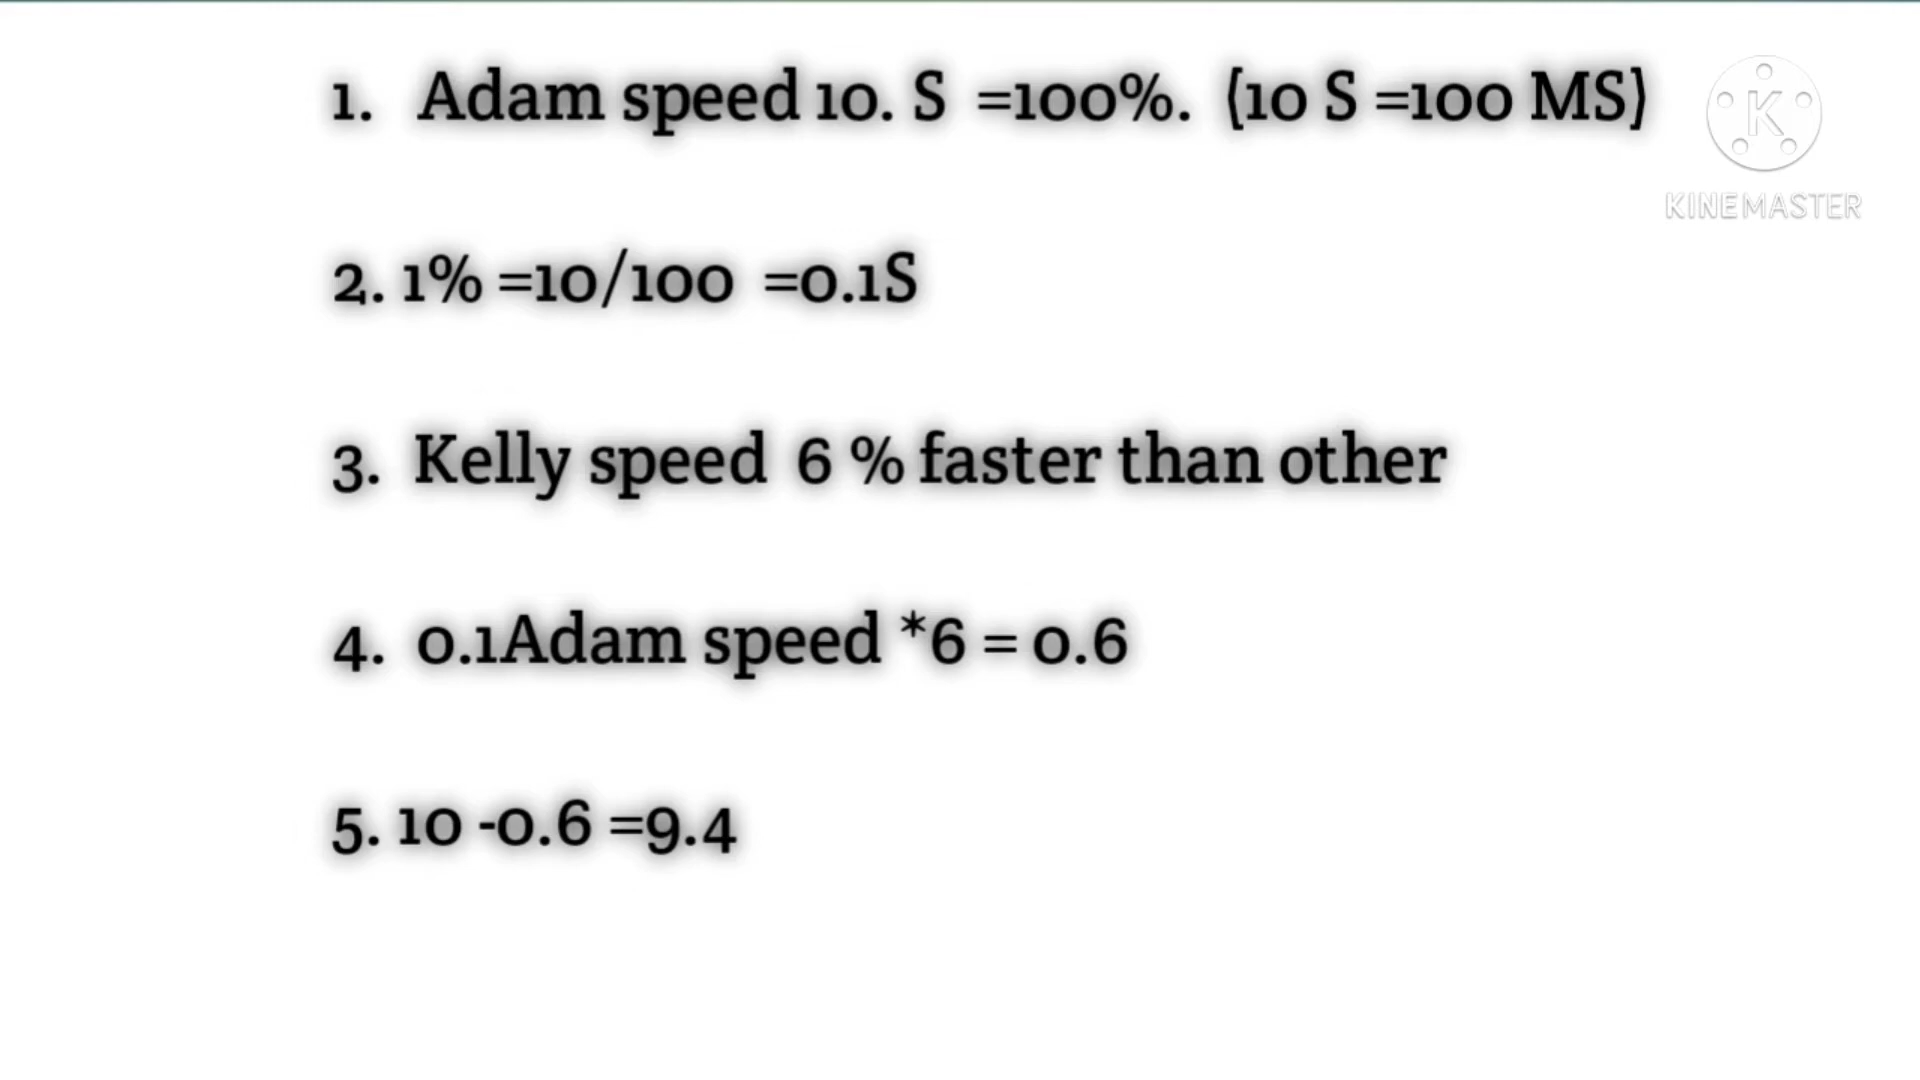 1. Adam speed 10. S =100%. (10 S =100 MS)
KINEMASTER
2. 1% =10/100 =0.1S
3. Kelly speed 6 % faster than other
4. 0.1Adam speed *6 = 0.6
5. 10 -0.6 =9.4